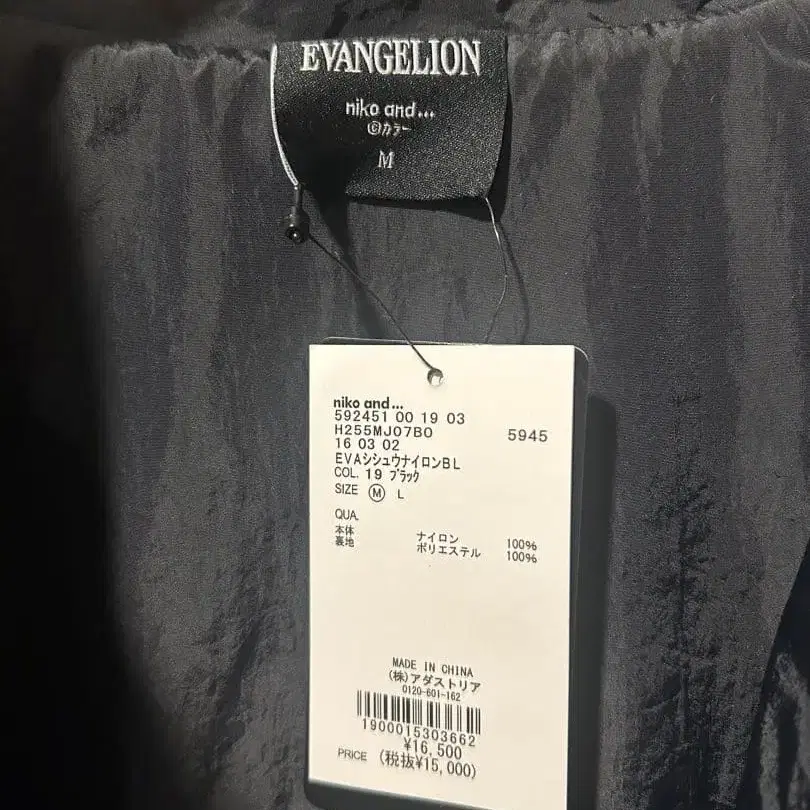 EVANGELION
niko and...
©カラー
M
niko and...
592451 00 19 03
H255MJ07B0 5945
16 03 02
EVAシシュウナイロンBL
COL. 19 ブラック
SIZE Ⓜ L
QUA.
本体 ナイロン 100%
裏地 ポリエステル 100%
MADE IN CHINA
(株)アダストリア
0120-601-162
1900015303662
¥16,500
PRICE (税抜¥15,000)